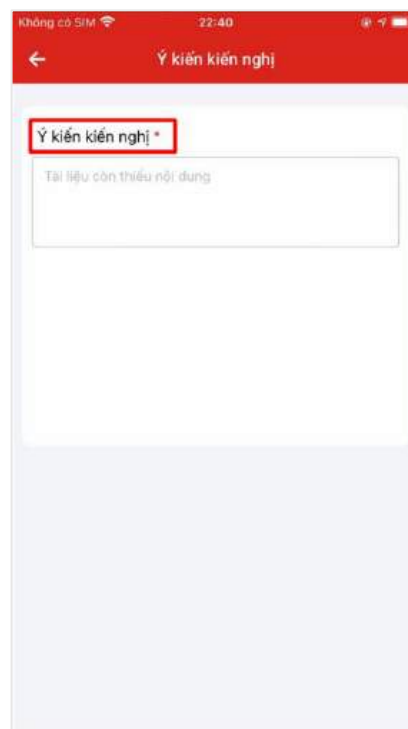 Không có SIM 22:40
Ý kiến kiến nghị
Ý kiến kiến nghị *
Tài liệu còn thiếu nội dung